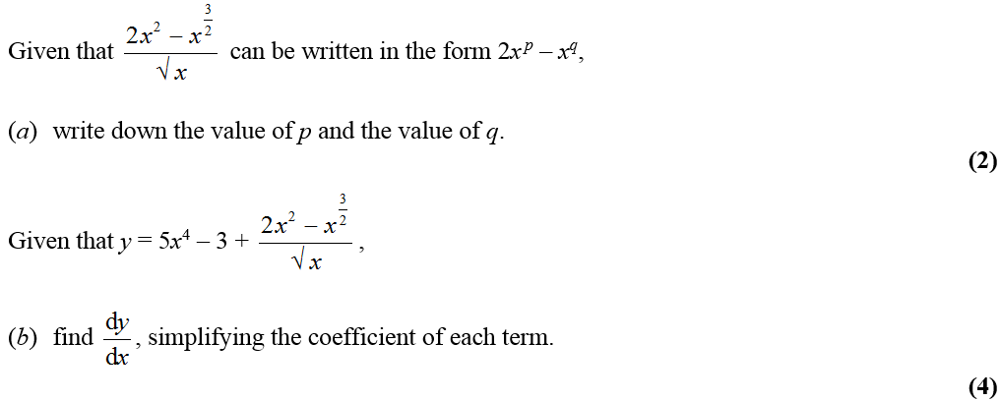 Given that \frac{2x^2 - x^{\frac{3}{2}}}{\sqrt{x}} can be written in the form 2x^p – x^q,
(a) write down the value of p and the value of q.
(2)
Given that y = 5x^4 – 3 + \frac{2x^2 - x^{\frac{3}{2}}}{\sqrt{x}},
(b) find \frac{dy}{dx}, simplifying the coefficient of each term.
(4)